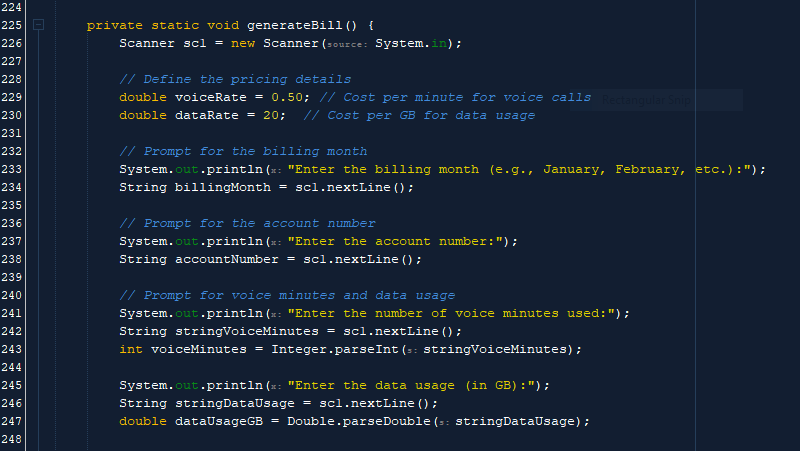 224
225 private static void generateBill() {
226 Scanner sc1 = new Scanner(source: System.in);
227
228 // Define the pricing details
229 double voiceRate = 0.50; // Cost per minute for voice calls
230 double dataRate = 20; // Cost per GB for data usage
231
232 // Prompt for the billing month
233 System.out.println(x: "Enter the billing month (e.g., January, February, etc.):");
234 String billingMonth = sc1.nextLine();
235
236 // Prompt for the account number
237 System.out.println(x: "Enter the account number:");
238 String accountNumber = sc1.nextLine();
239
240 // Prompt for voice minutes and data usage
241 System.out.println(x: "Enter the number of voice minutes used:");
242 String stringVoiceMinutes = sc1.nextLine();
243 int voiceMinutes = Integer.parseInt(s: stringVoiceMinutes);
244
245 System.out.println(x: "Enter the data usage (in GB):");
246 String stringDataUsage = sc1.nextLine();
247 double dataUsageGB = Double.parseDouble(s: stringDataUsage);
248